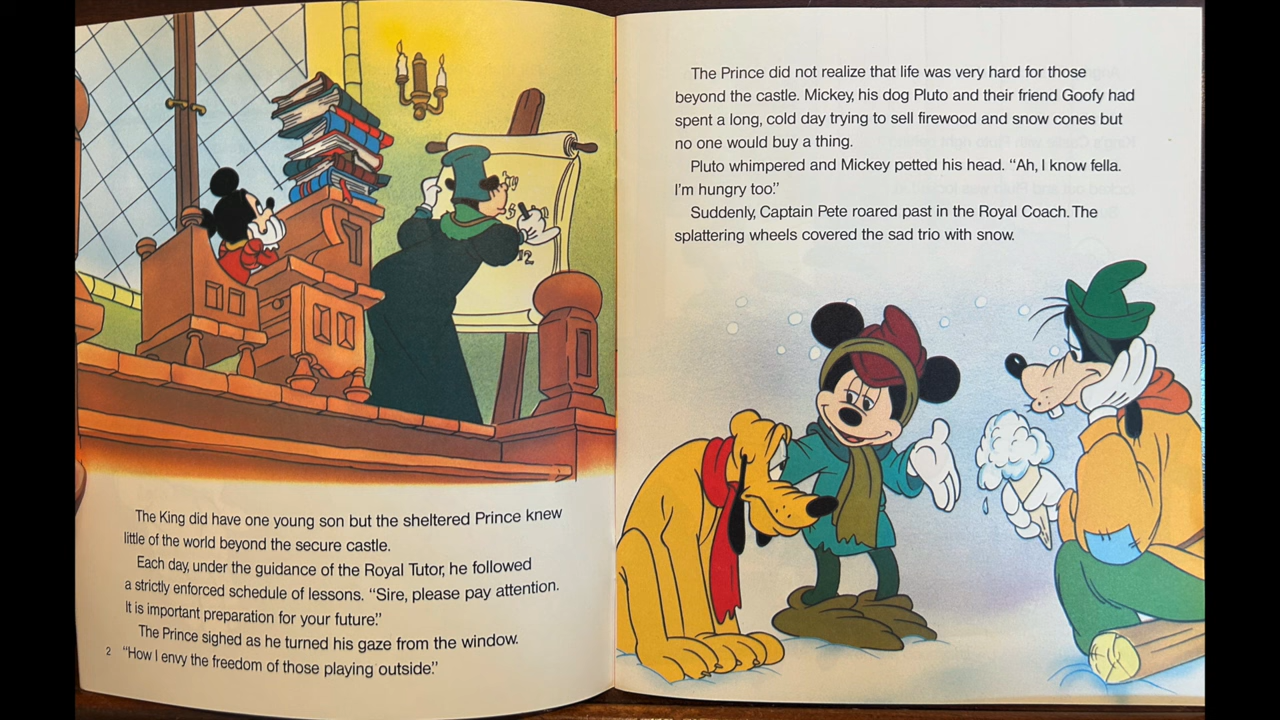 The King did have one young son but the sheltered Prince knew
little of the world beyond the secure castle.
Each day, under the guidance of the Royal Tutor, he followed
a strictly enforced schedule of lessons. “Sire, please pay attention.
It is important preparation for your future.”
The Prince sighed as he turned his gaze from the window.
“How I envy the freedom of those playing outside.”
2
The Prince did not realize that life was very hard for those
beyond the castle. Mickey, his dog Pluto and their friend Goofy had
spent a long, cold day trying to sell firewood and snow cones but
no one would buy a thing.
Pluto whimpered and Mickey petted his head. “Ah, I know fella.
I’m hungry too.”
Suddenly, Captain Pete roared past in the Royal Coach. The
splattering wheels covered the sad trio with snow.